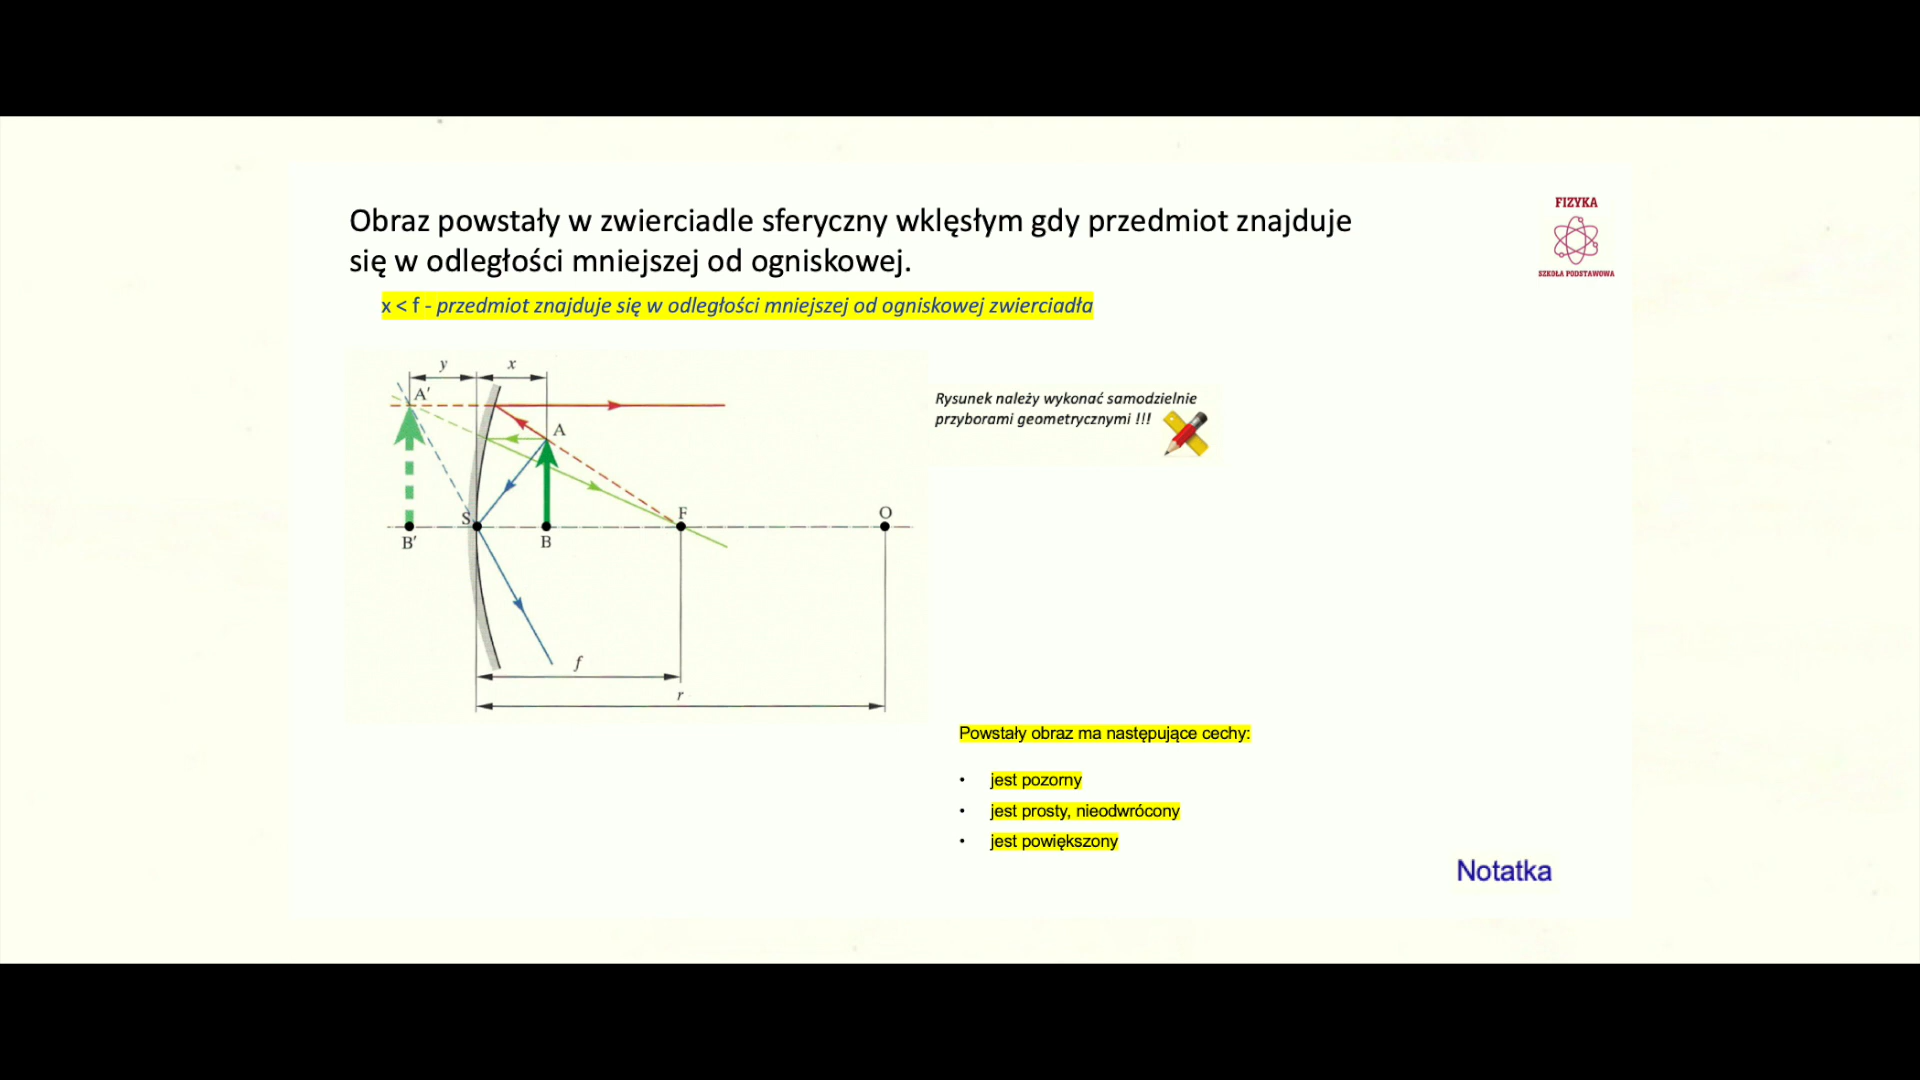 Obraz powstały w zwierciadle sferyczny wklęsłym gdy przedmiot znajduje
się w odległości mniejszej od ogniskowej.
FIZYKA
SZKOŁA PODSTAWOWA
x < f - przedmiot znajduje się w odległości mniejszej od ogniskowej zwierciadła
y
x
A'
A
Rysunek należy wykonać samodzielnie
przyborami geometrycznymi !!!
S
F
O
B'
B
f
r
Powstały obraz ma następujące cechy:
• jest pozorny
• jest prosty, nieodwrócony
• jest powiększony
Notatka